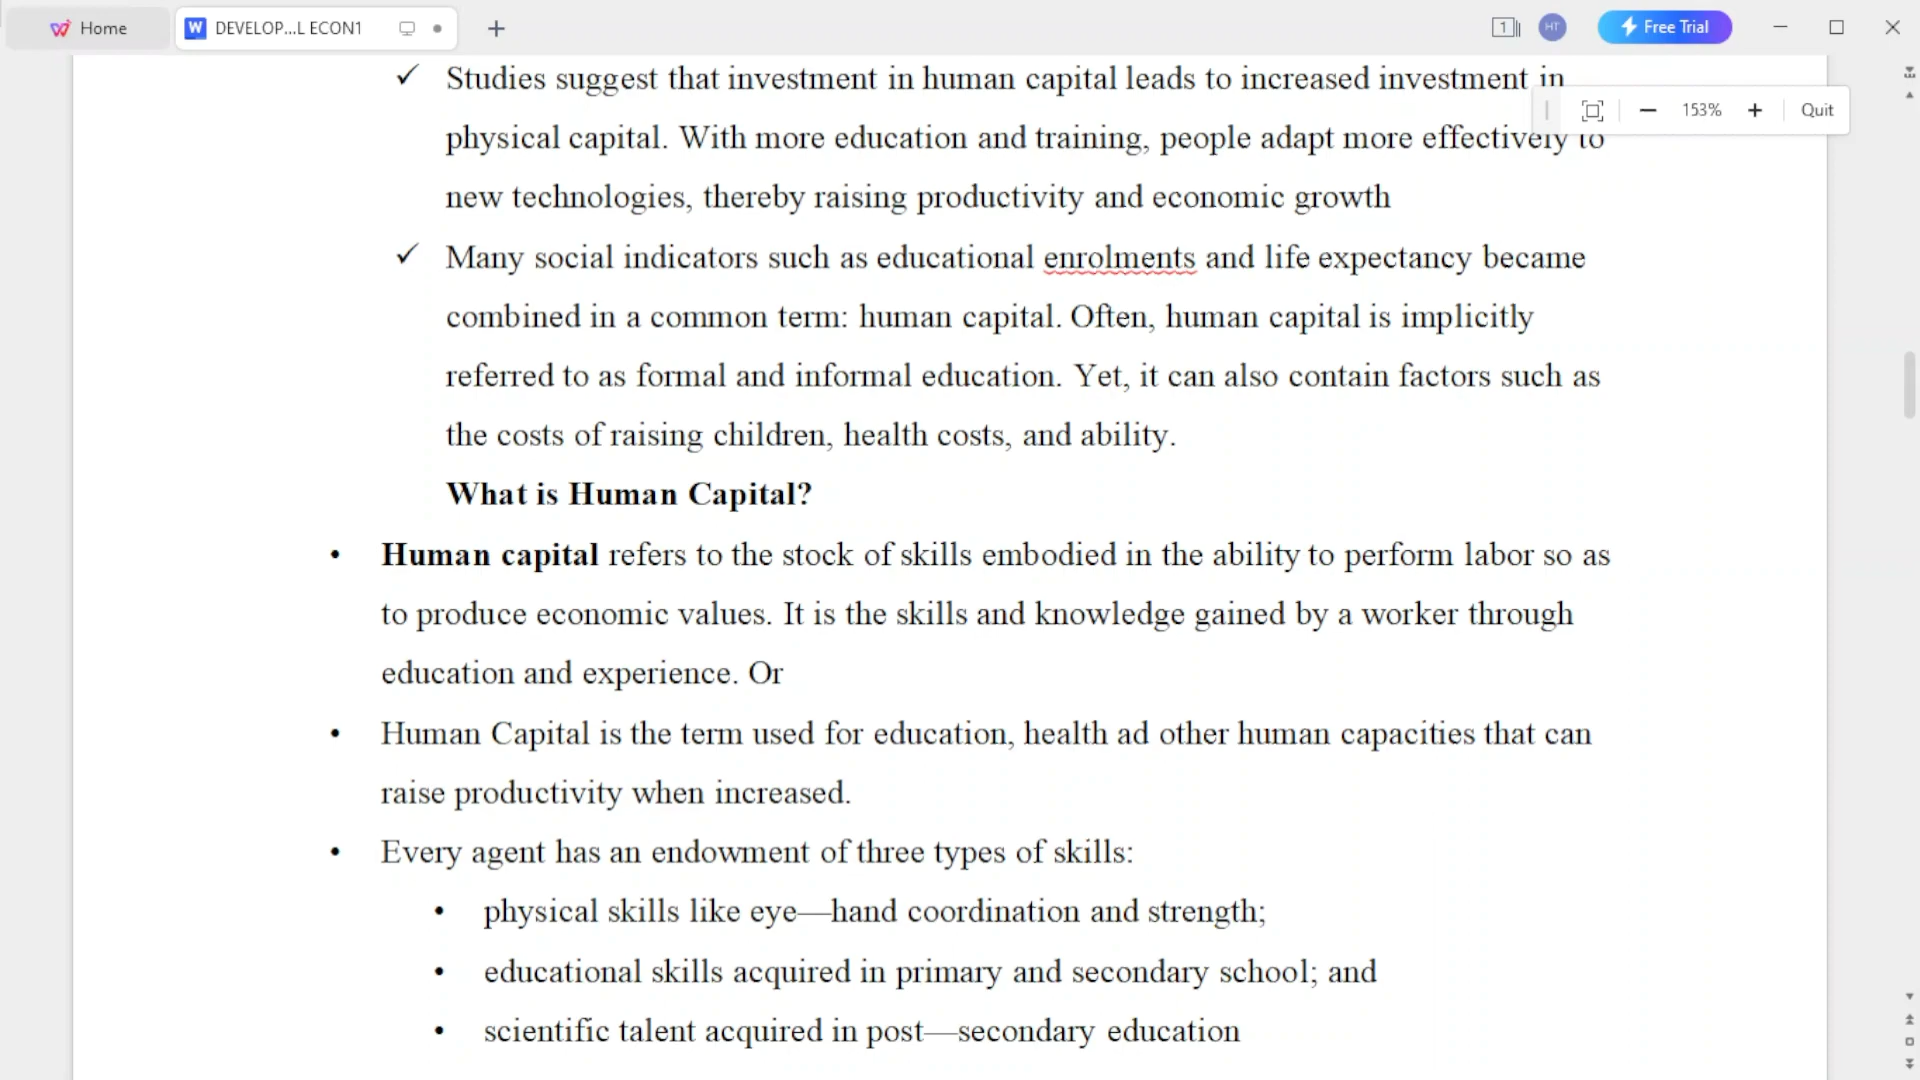 Home
DEVELOP...L ECON1
1
HT
Free Trial
✓ Studies suggest that investment in human capital leads to increased investment in
153%
Quit
physical capital. With more education and training, people adapt more effectively to
new technologies, thereby raising productivity and economic growth
✓ Many social indicators such as educational enrolments and life expectancy became
combined in a common term: human capital. Often, human capital is implicitly
referred to as formal and informal education. Yet, it can also contain factors such as
the costs of raising children, health costs, and ability.
What is Human Capital?
• Human capital refers to the stock of skills embodied in the ability to perform labor so as
to produce economic values. It is the skills and knowledge gained by a worker through
education and experience. Or
• Human Capital is the term used for education, health ad other human capacities that can
raise productivity when increased.
• Every agent has an endowment of three types of skills:
• physical skills like eye—hand coordination and strength;
• educational skills acquired in primary and secondary school; and
• scientific talent acquired in post—secondary education